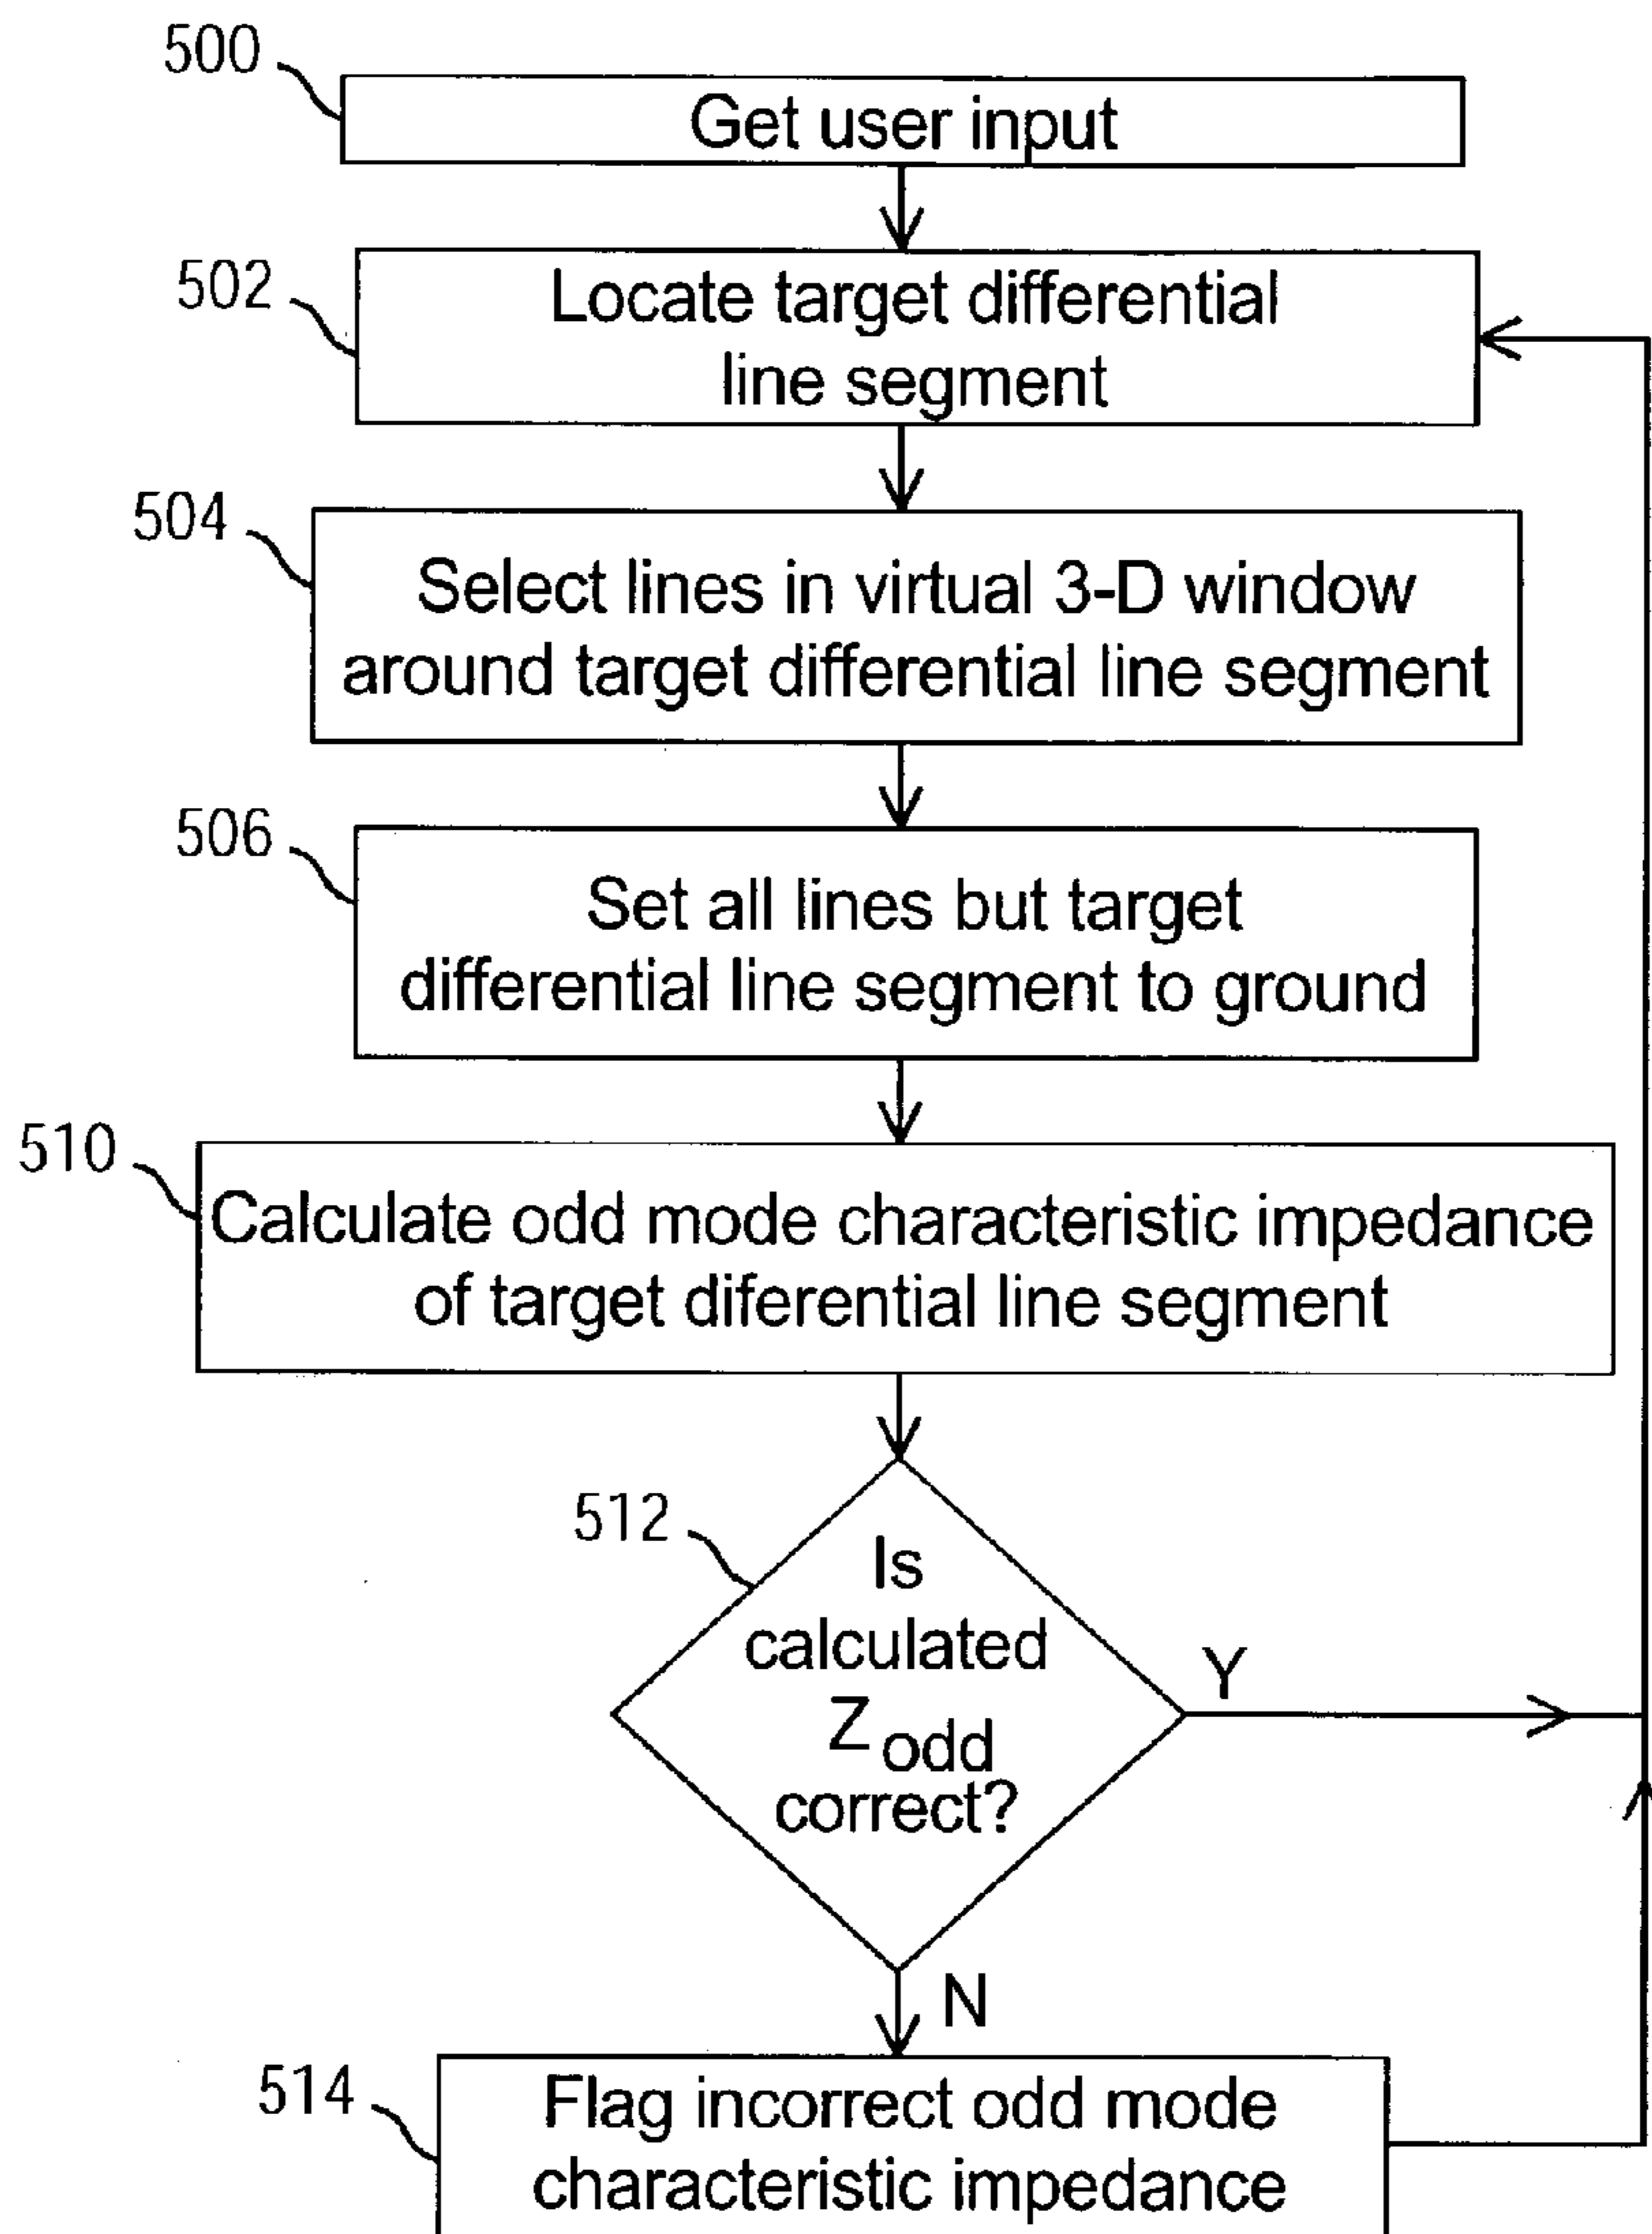 500
Get user input
502
Locate target differential
line segment
504
Select lines in virtual 3-D window
around target differential line segment
506
Set all lines but target
differential line segment to ground
510
Calculate odd mode characteristic impedance
of target diferential line segment
512
Is
calculated
Z odd
correct?
Y
N
514
Flag incorrect odd mode
characteristic impedance